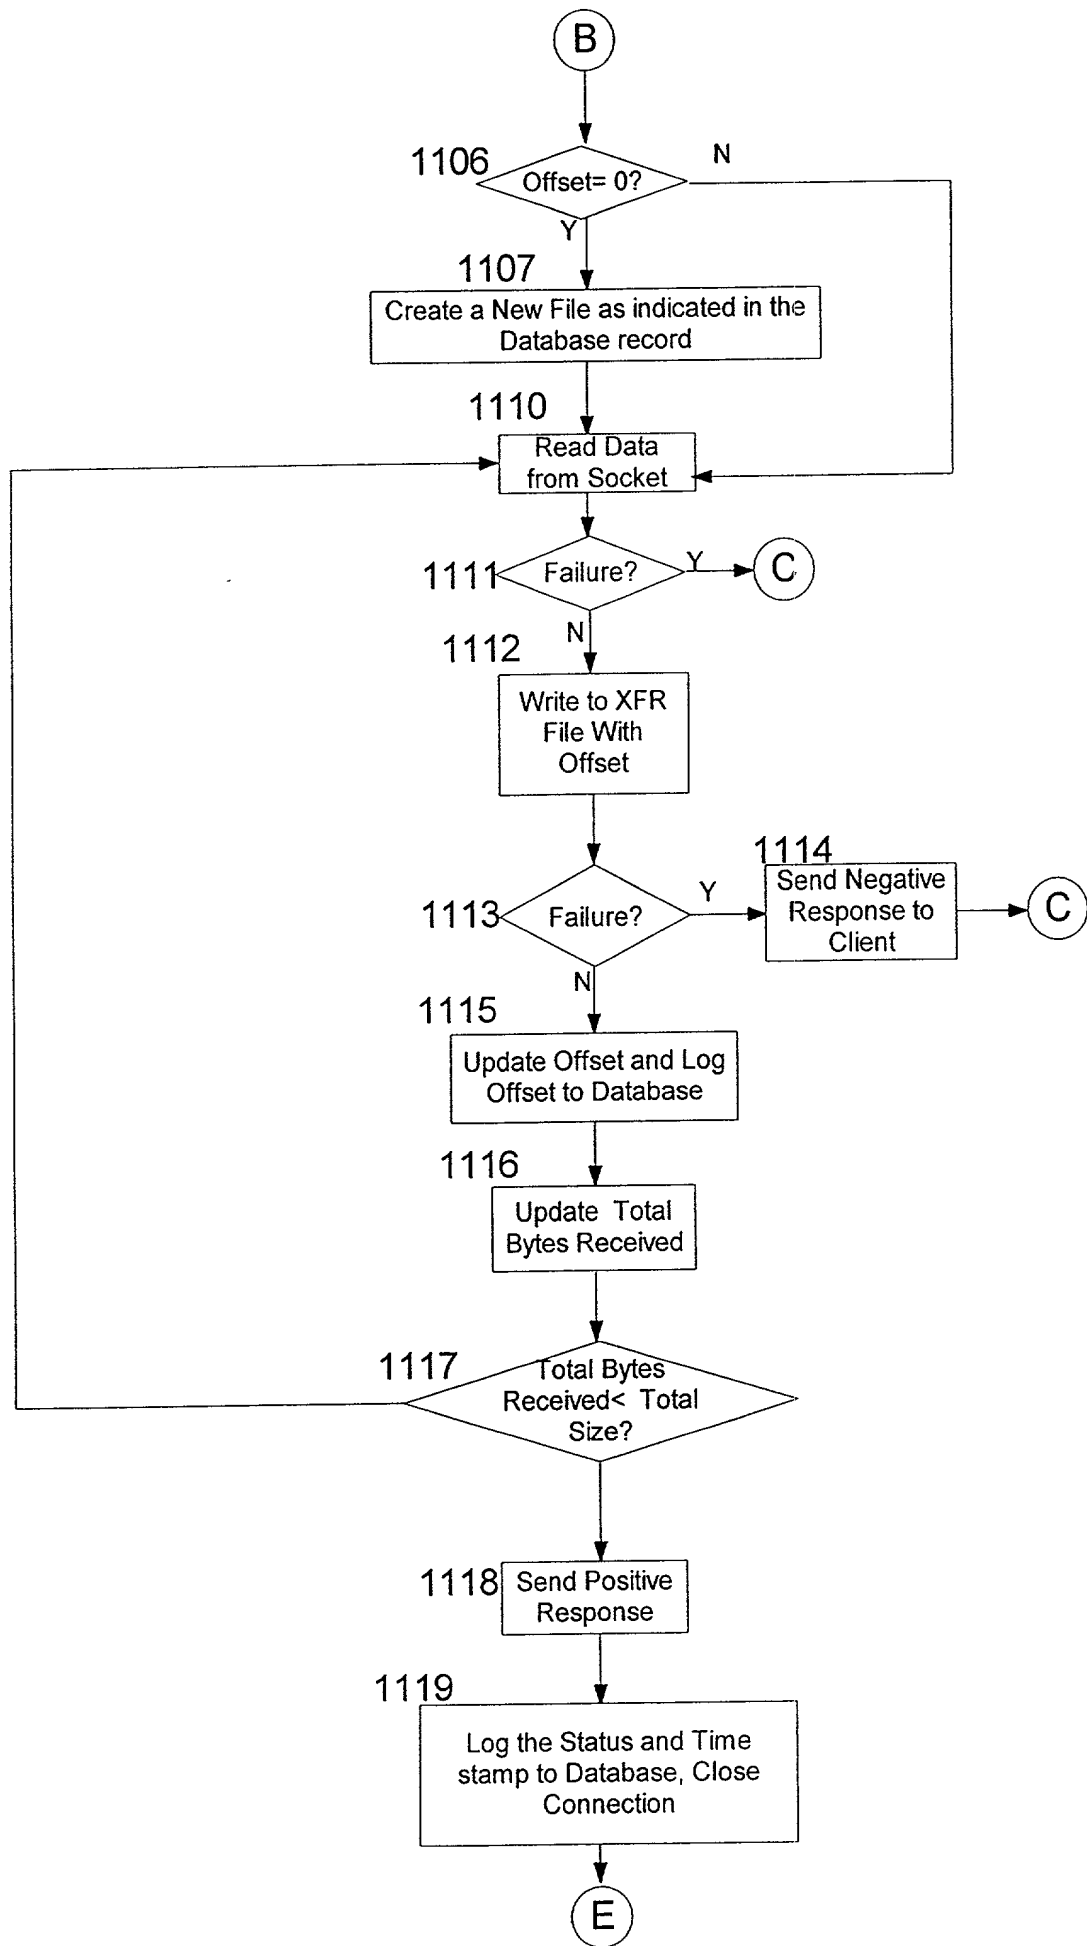 B
1106
N
Offset= 0?
Y
1107
Create a New File as indicated in the
Database record
1110
Read Data
from Socket
1111
Failure?
Y
C
N
1112
Write to XFR
File With
Offset
1113
Failure?
Y
1114
Send Negative
Response to
Client
C
N
1115
Update Offset and Log
Offset to Database
1116
Update Total
Bytes Received
1117
Total Bytes
Received< Total
Size?
1118
Send Positive
Response
1119
Log the Status and Time
stamp to Database, Close
Connection
E